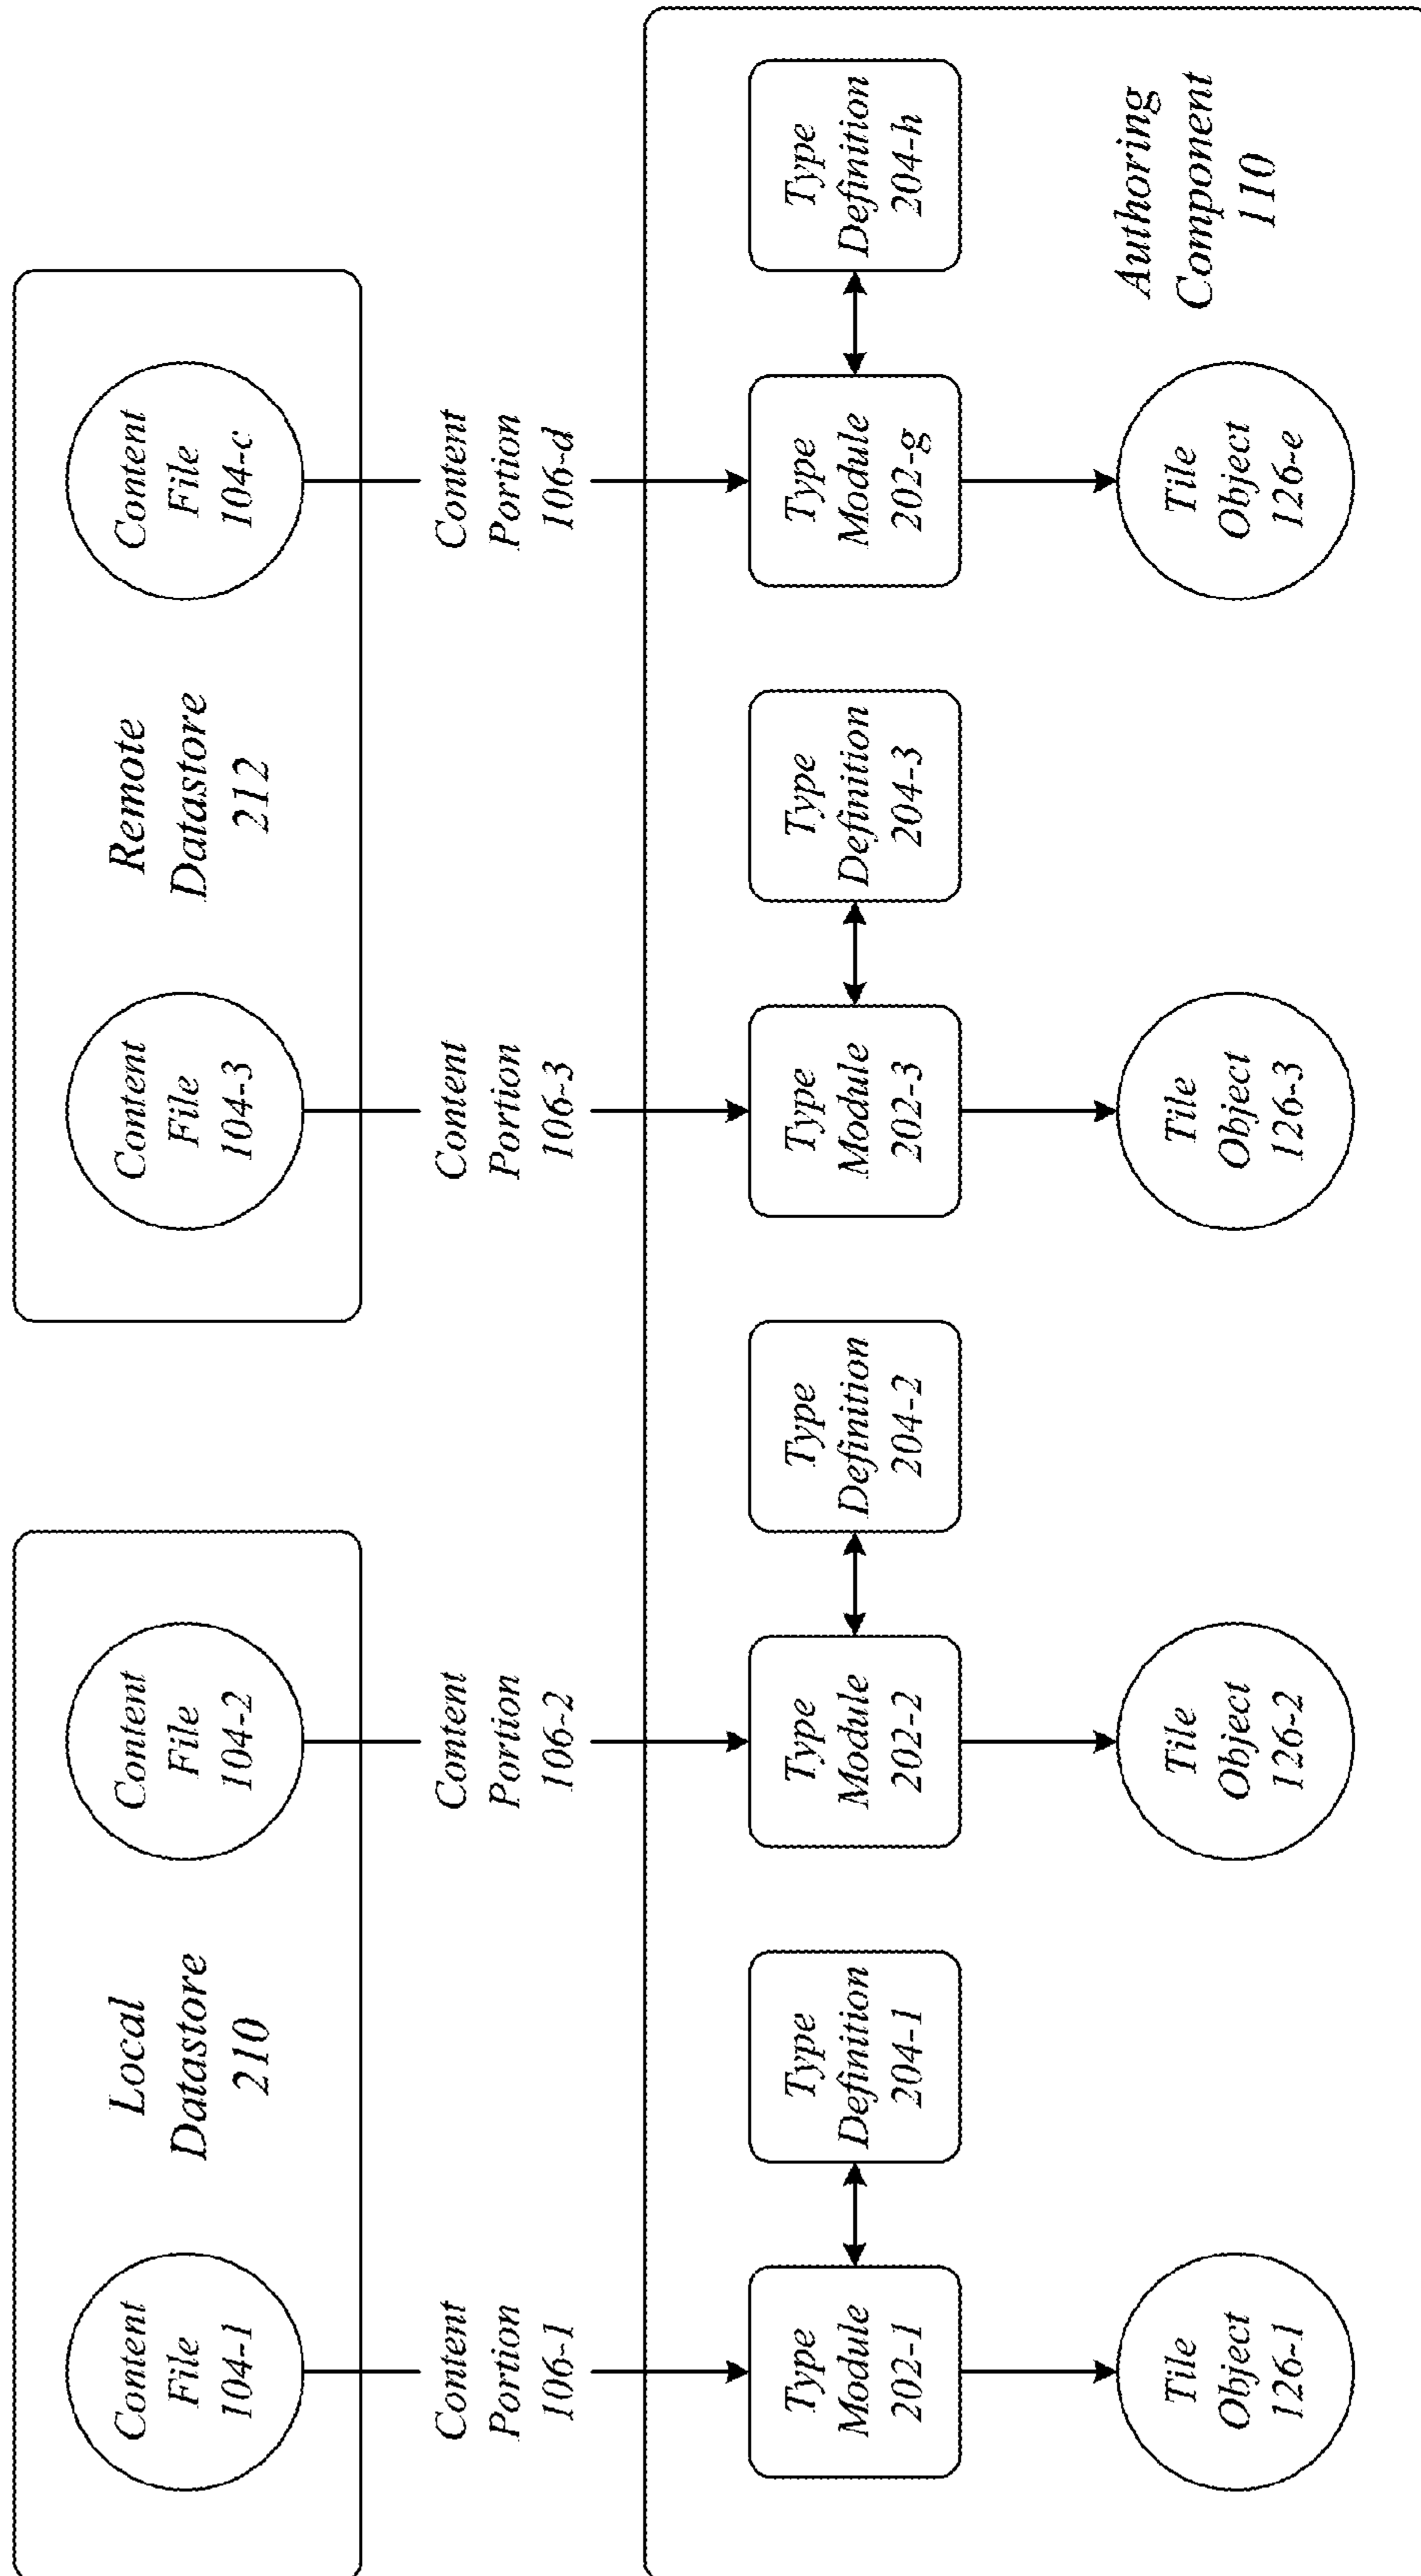 Content
File
104-1
Local
Datastore
210
Content
File
104-2
Content
File
104-3
Remote
Datastore
212
Content
File
104-c
Content
Portion
106-1
Content
Portion
106-2
Content
Portion
106-3
Content
Portion
106-d
Type
Module
202-1
Type
Definition
204-1
Type
Module
202-2
Type
Definition
204-2
Type
Module
202-3
Type
Definition
204-3
Type
Module
202-g
Type
Definition
204-h
Tile
Object
126-1
Tile
Object
126-2
Tile
Object
126-3
Tile
Object
126-e
Authoring
Component
110